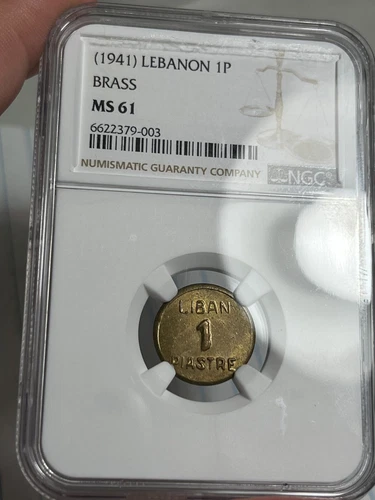 (1941) LEBANON 1P
BRASS
MS 61
6622379-003
NUMISMATIC GUARANTY COMPANY NGC
LIBAN
1
PIASTRE